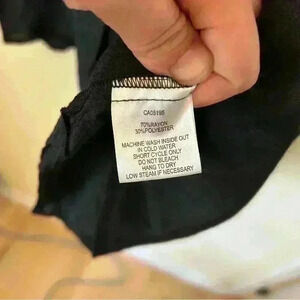 CA05195
70%RAYON
30%POLYESTER
MACHINE WASH INSIDE OUT
IN COLD WATER
SHORT CYCLE ONLY
DO NOT BLEACH
HANG TO DRY
LOW STEAM IF NECESSARY